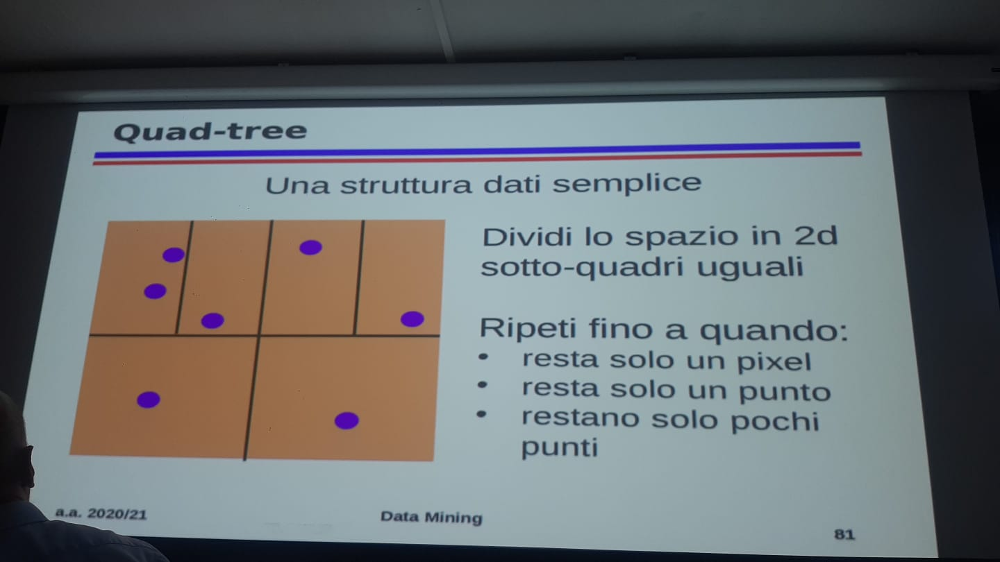 Quad-tree
Una struttura dati semplice
Dividi lo spazio in 2d
sotto-quadri uguali
Ripeti fino a quando:
• resta solo un pixel
• resta solo un punto
• restano solo pochi
punti
a.a. 2020/21
Data Mining
81